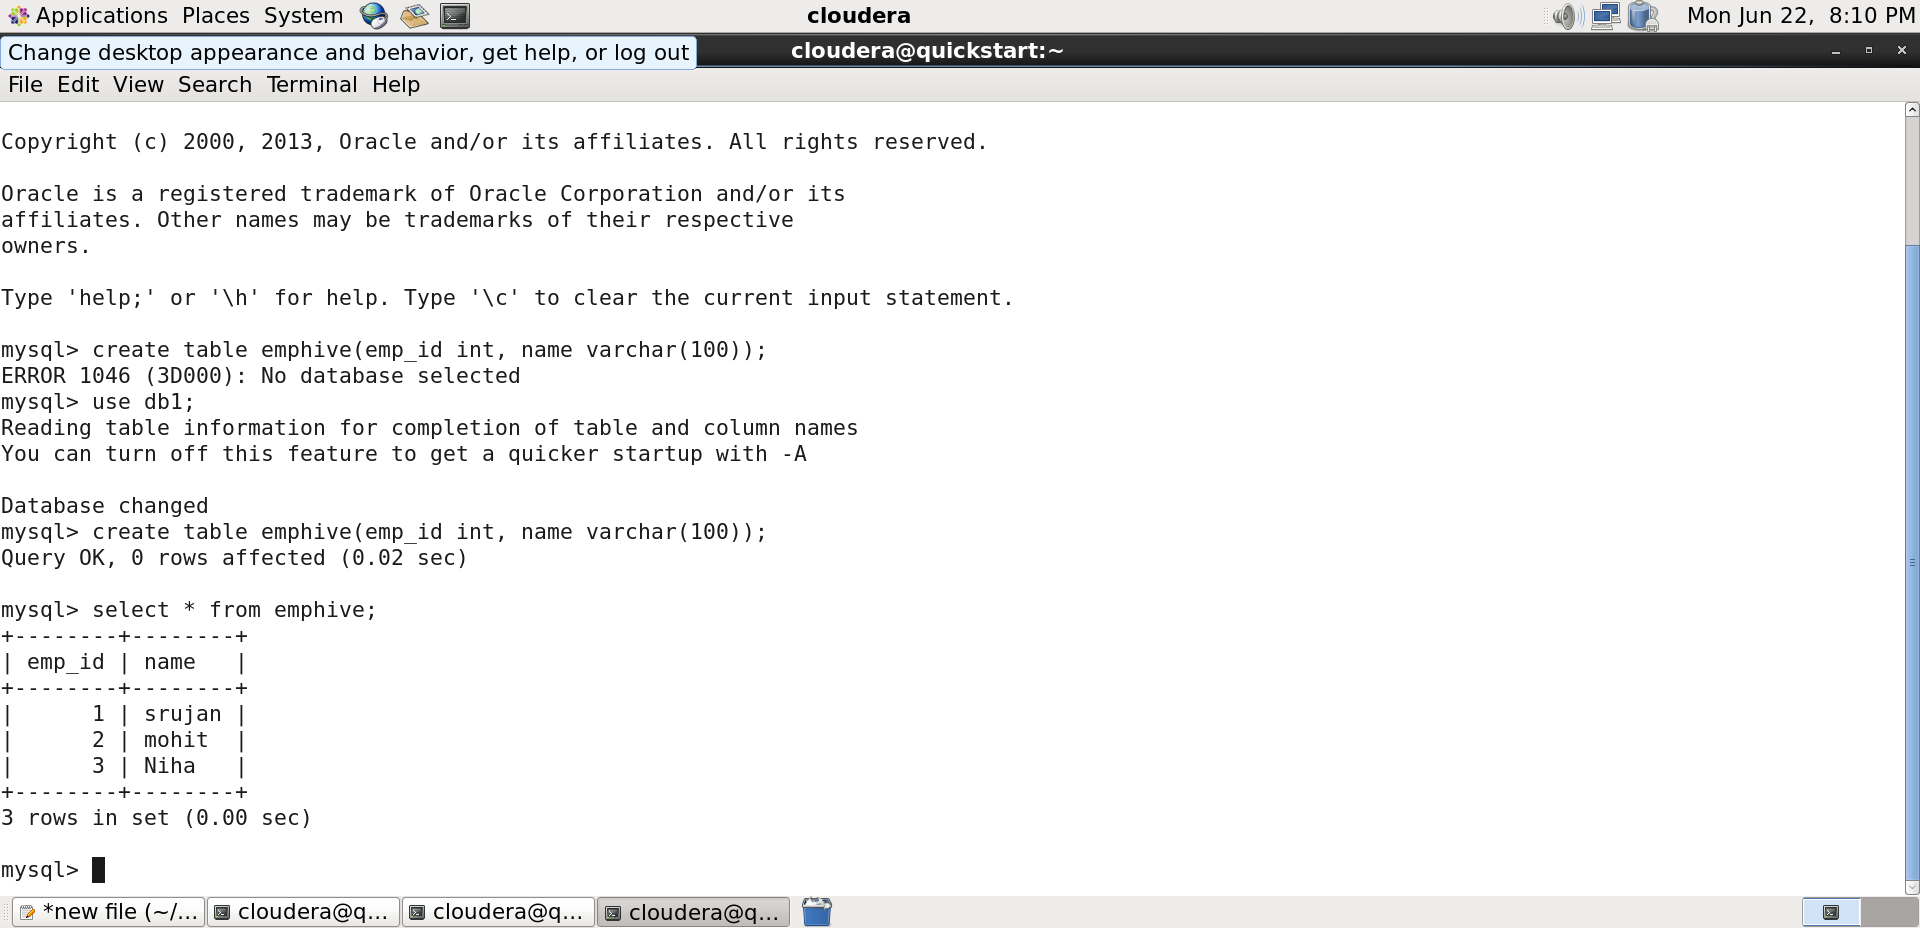 Applications Places System
cloudera
Mon Jun 22, 8:10 PM
Change desktop appearance and behavior, get help, or log out
cloudera@quickstart:~
File Edit View Search Terminal Help
Copyright (c) 2000, 2013, Oracle and/or its affiliates. All rights reserved.
Oracle is a registered trademark of Oracle Corporation and/or its
affiliates. Other names may be trademarks of their respective
owners.
Type 'help;' or '\h' for help. Type '\c' to clear the current input statement.
mysql> create table emphive(emp_id int, name varchar(100));
ERROR 1046 (3D000): No database selected
mysql> use db1;
Reading table information for completion of table and column names
You can turn off this feature to get a quicker startup with -A
Database changed
mysql> create table emphive(emp_id int, name varchar(100));
Query OK, 0 rows affected (0.02 sec)
mysql> select * from emphive;
+--------+--------+
| emp_id | name   |
+--------+--------+
|      1 | srujan |
|      2 | mohit  |
|      3 | Niha   |
+--------+--------+
3 rows in set (0.00 sec)
mysql>
*new file (~/... cloudera@q... cloudera@q... cloudera@q...